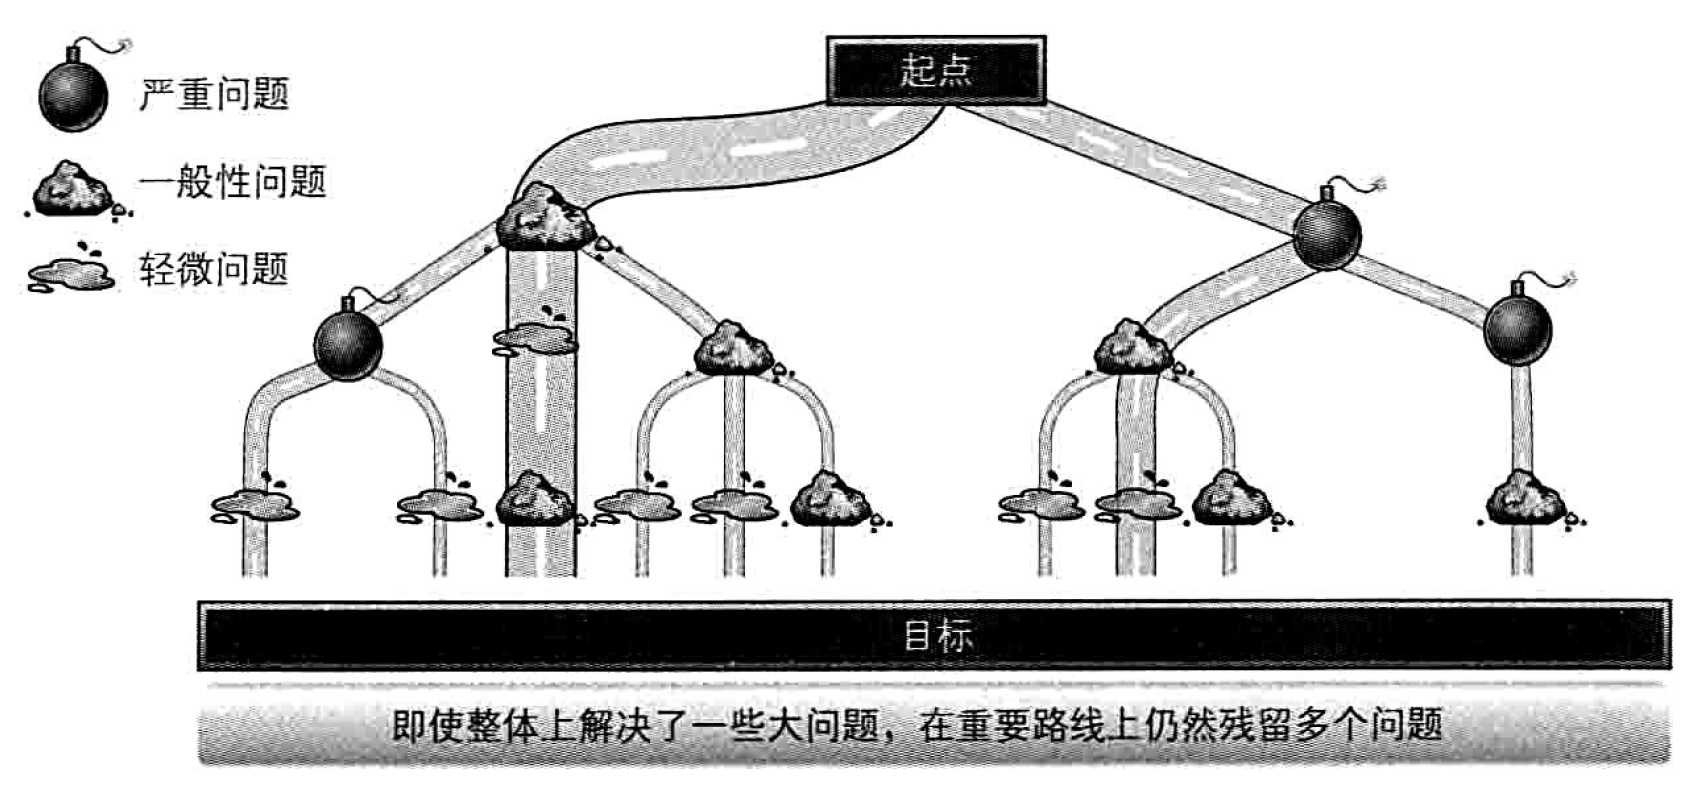 起点
严重问题
一般性问题
轻微问题
目标
即使整体上解决了一些大问题，在重要路线上仍然残留多个问题